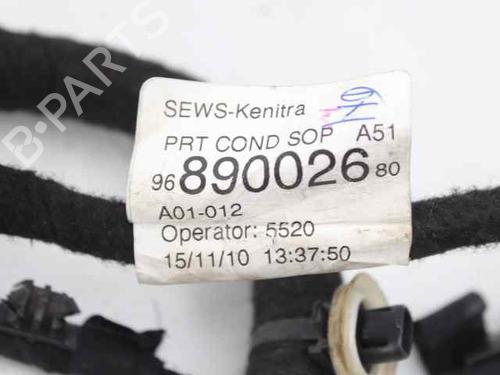 SEWS-Kenitra
PRT COND SOP A51
96 890026 80
A01-012
Operator: 5520
15/11/10 13:37:50
B-PARTS